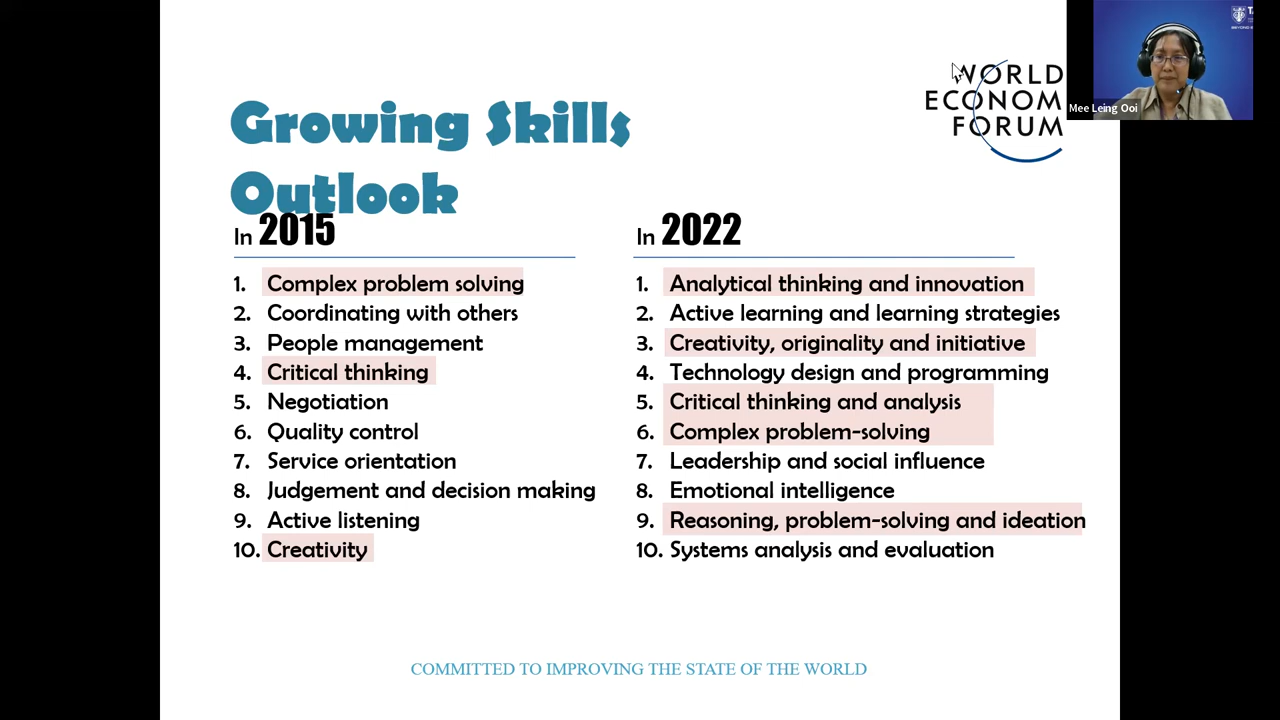 WORLD
ECONOM
FORUM
Mee Leing Ooi
Growing Skills
Outlook
In 2015
1. Complex problem solving
2. Coordinating with others
3. People management
4. Critical thinking
5. Negotiation
6. Quality control
7. Service orientation
8. Judgement and decision making
9. Active listening
10. Creativity
In 2022
1. Analytical thinking and innovation
2. Active learning and learning strategies
3. Creativity, originality and initiative
4. Technology design and programming
5. Critical thinking and analysis
6. Complex problem-solving
7. Leadership and social influence
8. Emotional intelligence
9. Reasoning, problem-solving and ideation
10. Systems analysis and evaluation
COMMITTED TO IMPROVING THE STATE OF THE WORLD